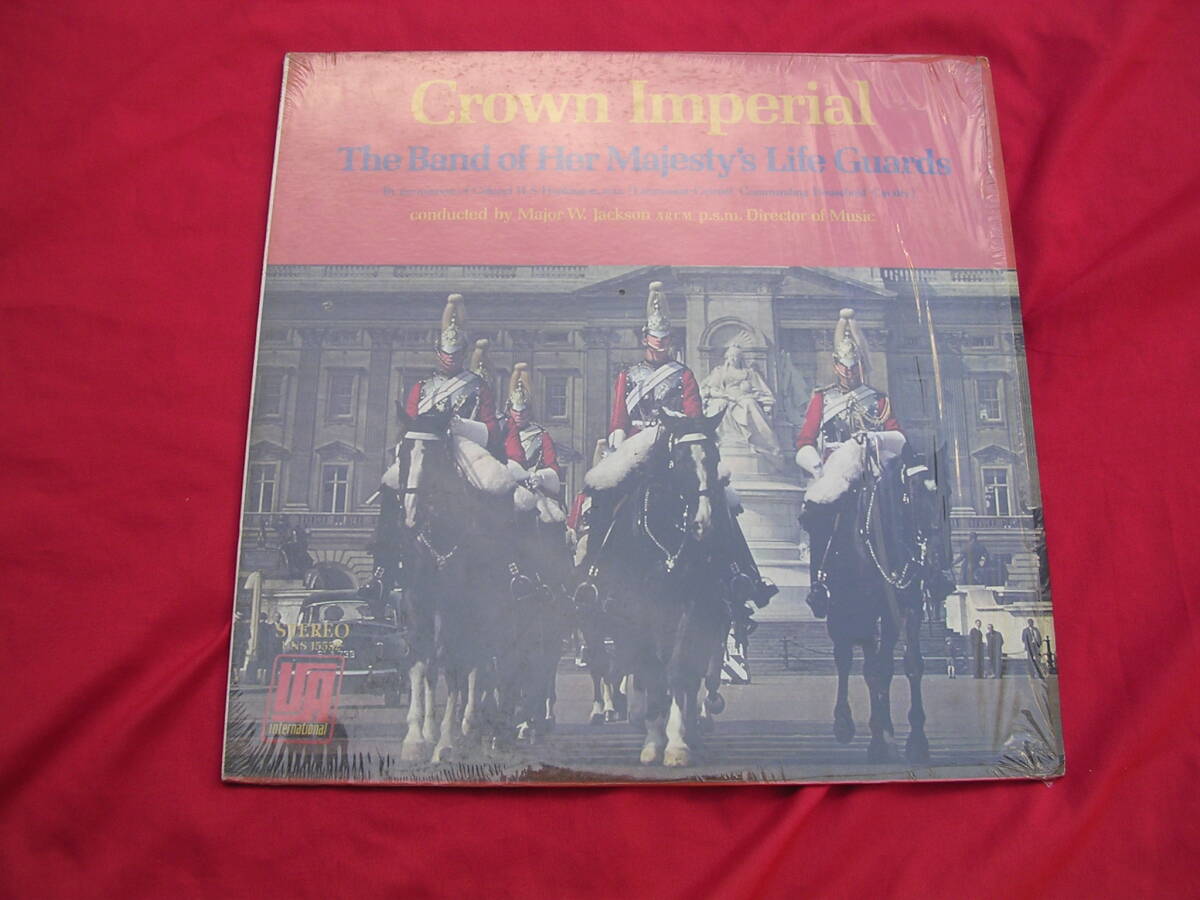 Crown Imperial
The Band of Her Majesty's Life Guards
conducted by Major W. Jackson A.R.C.M. p.s.m. Director of Music
STEREO
UA
international